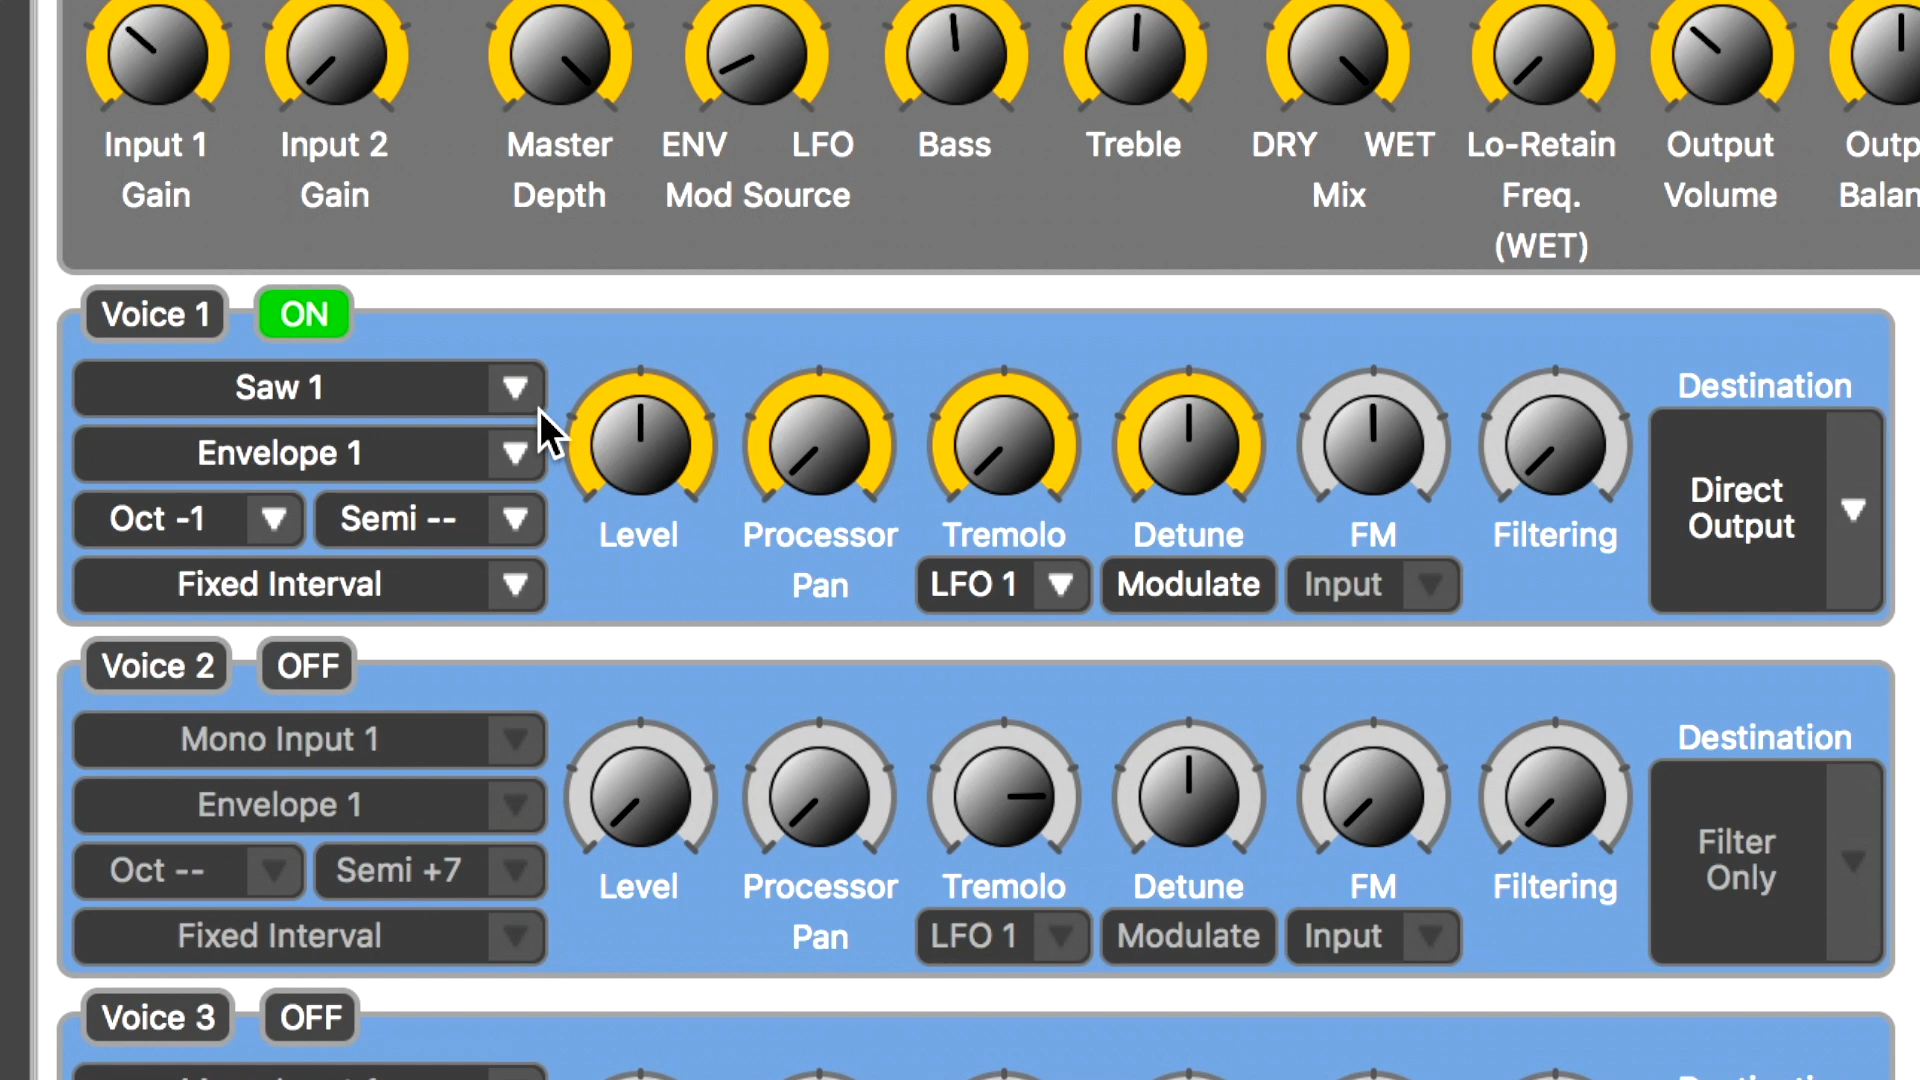 Input 1 Gain
Input 2 Gain
Master Depth
ENV LFO
Mod Source
Bass
Treble
DRY WET
Mix
Lo-Retain Freq. (WET)
Output Volume
Voice 1 ON
Saw 1
Envelope 1
Oct -1 Semi --
Fixed Interval
Level
Processor Pan
Tremolo
LFO 1
Detune
Modulate
FM
Input
Filtering
Destination
Direct
Output
Voice 2 OFF
Mono Input 1
Envelope 1
Oct -- Semi +7
Fixed Interval
Level
Processor Pan
Tremolo
LFO 1
Detune
Modulate
FM
Input
Filtering
Destination
Filter
Only
Voice 3 OFF